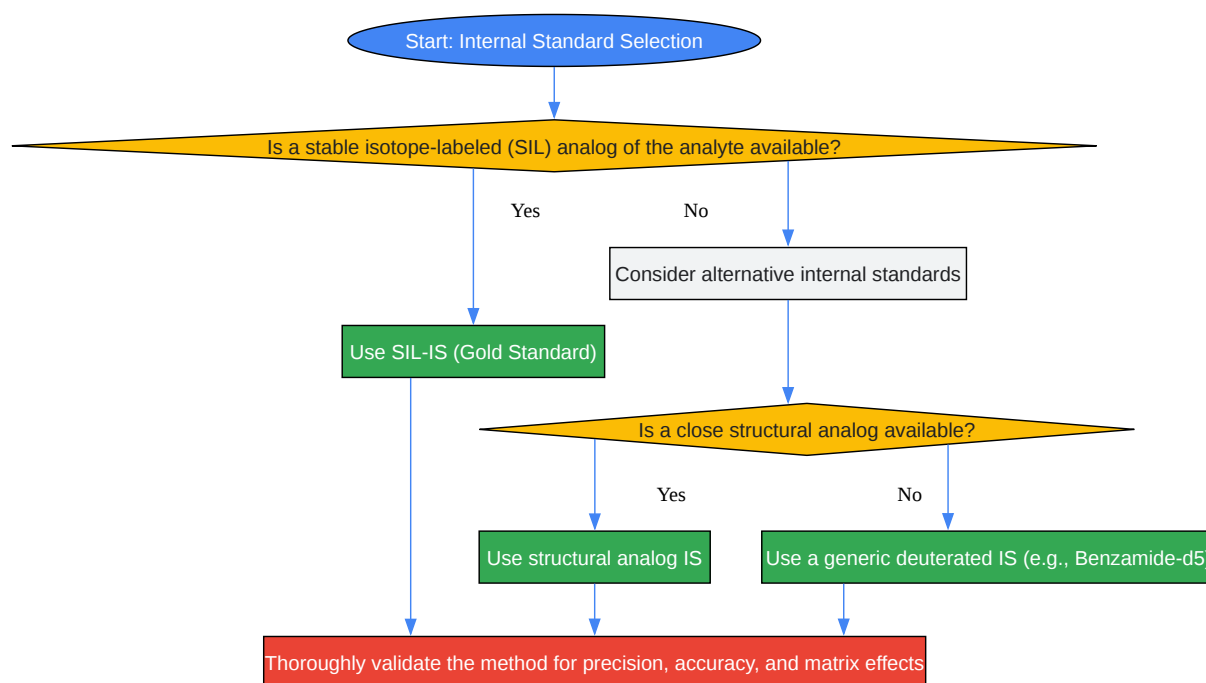 Start: Internal Standard Selection
Is a stable isotope-labeled (SIL) analog of the analyte available?
Yes
No
Consider alternative internal standards
Use SIL-IS (Gold Standard)
Is a close structural analog available?
Yes
No
Use structural analog IS
Use a generic deuterated IS (e.g., Benzamide-d5)
Thoroughly validate the method for precision, accuracy, and matrix effects